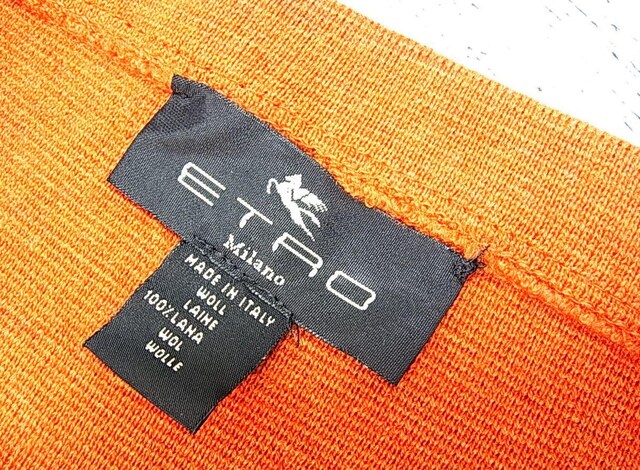 ETRO
Milano
MADE IN ITALY
WOLL
LAINE
100%LANA
WOL
WOLLE